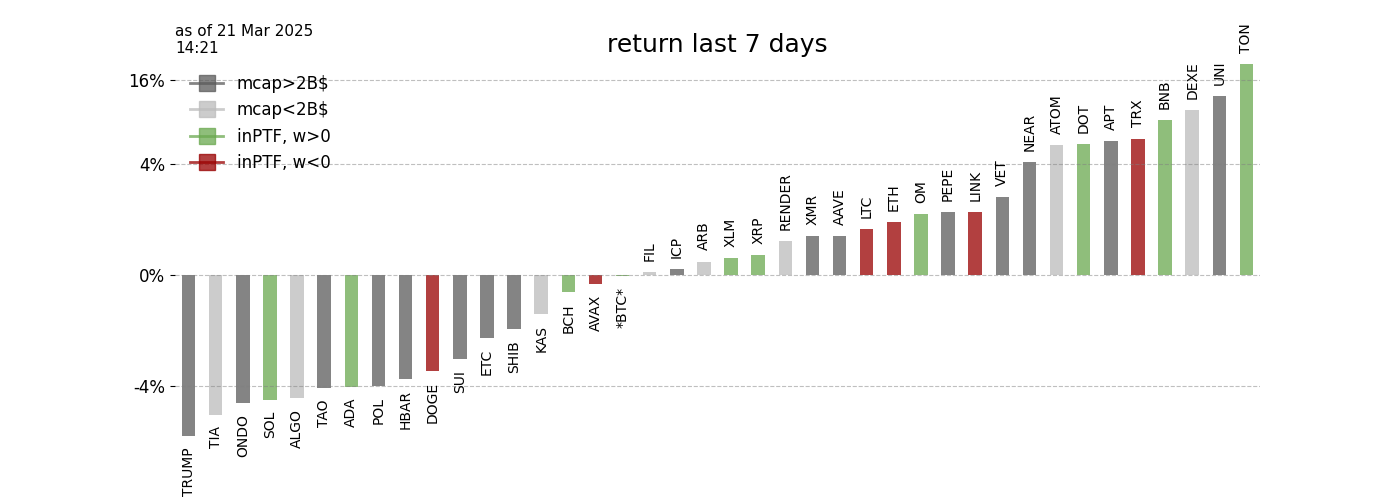 as of 21 Mar 2025
14:21
return last 7 days
mcap>2B$
mcap<2B$
inPTF, w>0
inPTF, w<0
16%
4%
0%
-4%
TRUMP
TIA
ONDO
SOL
ALGO
TAO
ADA
POL
HBAR
DOGE
SUI
ETC
SHIB
KAS
BCH
AVAX
*BTC*
FIL
ICP
ARB
XLM
XRP
RENDER
XMR
AAVE
LTC
ETH
OM
PEPE
LINK
VET
NEAR
ATOM
DOT
APT
TRX
BNB
DEXE
UNI
TON